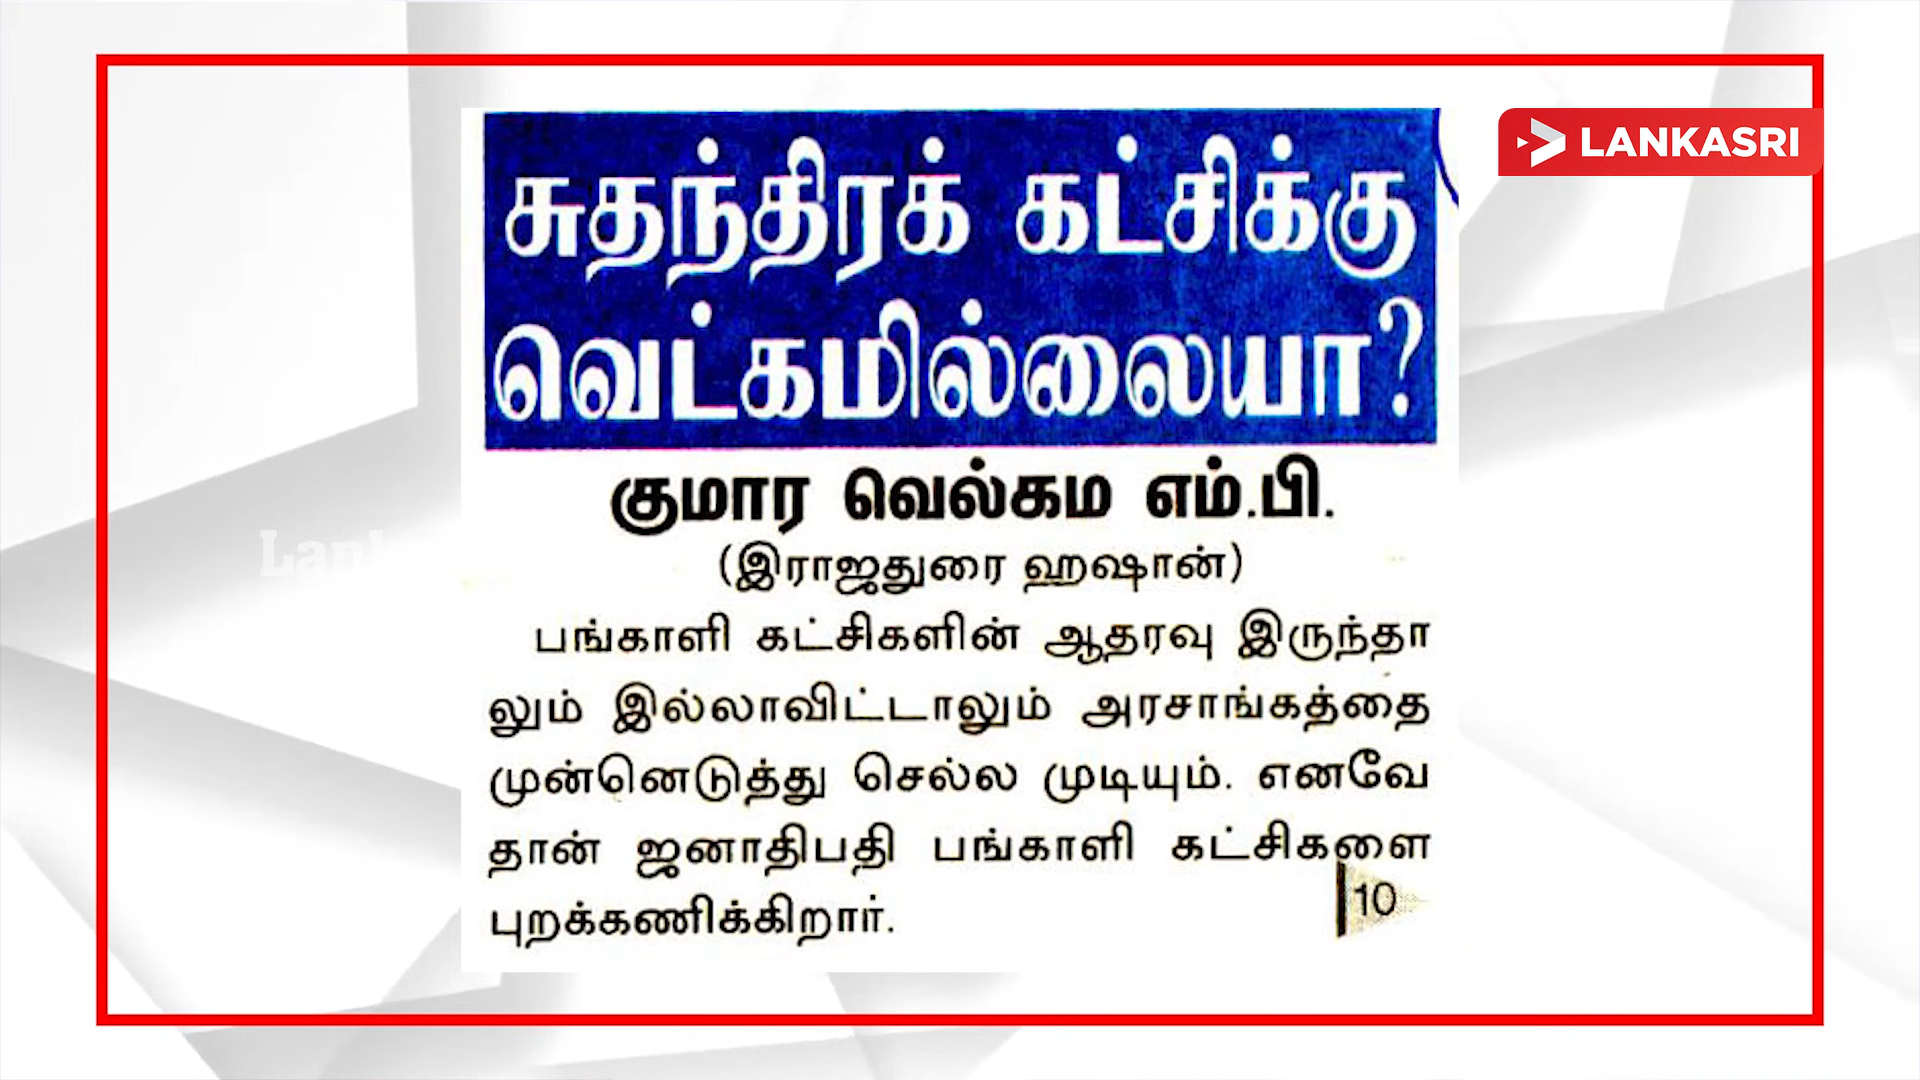 LANKASRI
சுதந்திரக் கட்சிக்கு
வெட்கமில்லையா?
குமார வெல்கம எம்.பி.
(இராஜதுரை ஹஷான்)
பங்காளி கட்சிகளின் ஆதரவு இருந்தா
லும் இல்லாவிட்டாலும் அரசாங்கத்தை
முன்னெடுத்து செல்ல முடியும். எனவே
தான் ஜனாதிபதி பங்காளி கட்சிகளை
புறக்கணிக்கிறார்.
10